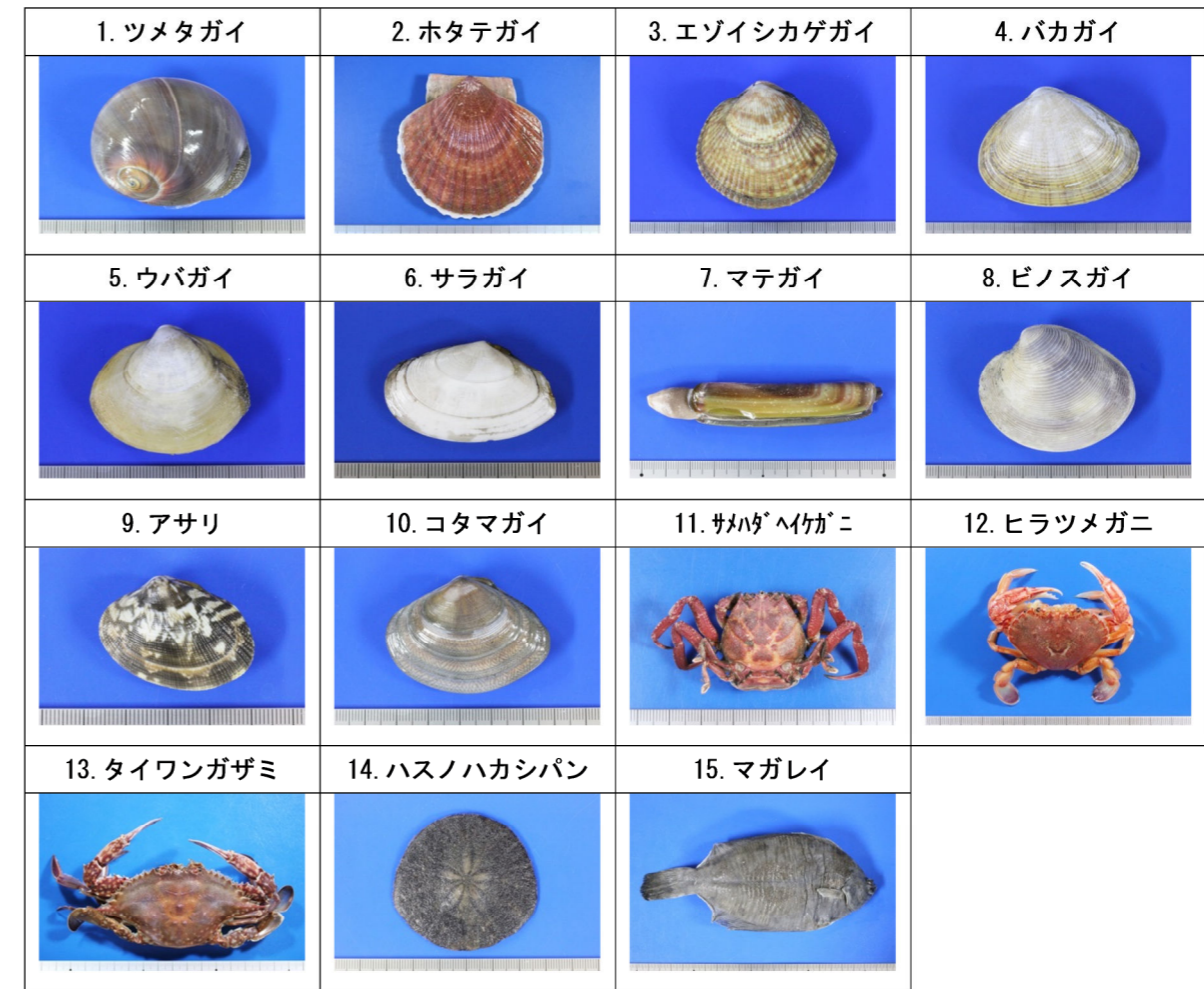 1. ツメタガイ
2. ホタテガイ
3. エゾイシカゲガイ
4. バカガイ
5. ウバガイ
6. サラガイ
7. マテガイ
8. ビノスガイ
9. アサリ
10. コタマガイ
11. ｻﾒﾊﾀﾞﾍｲｹｶﾞﾆ
12. ヒラツメガニ
13. タイワンガザミ
14. ハスノハカシパン
15. マガレイ